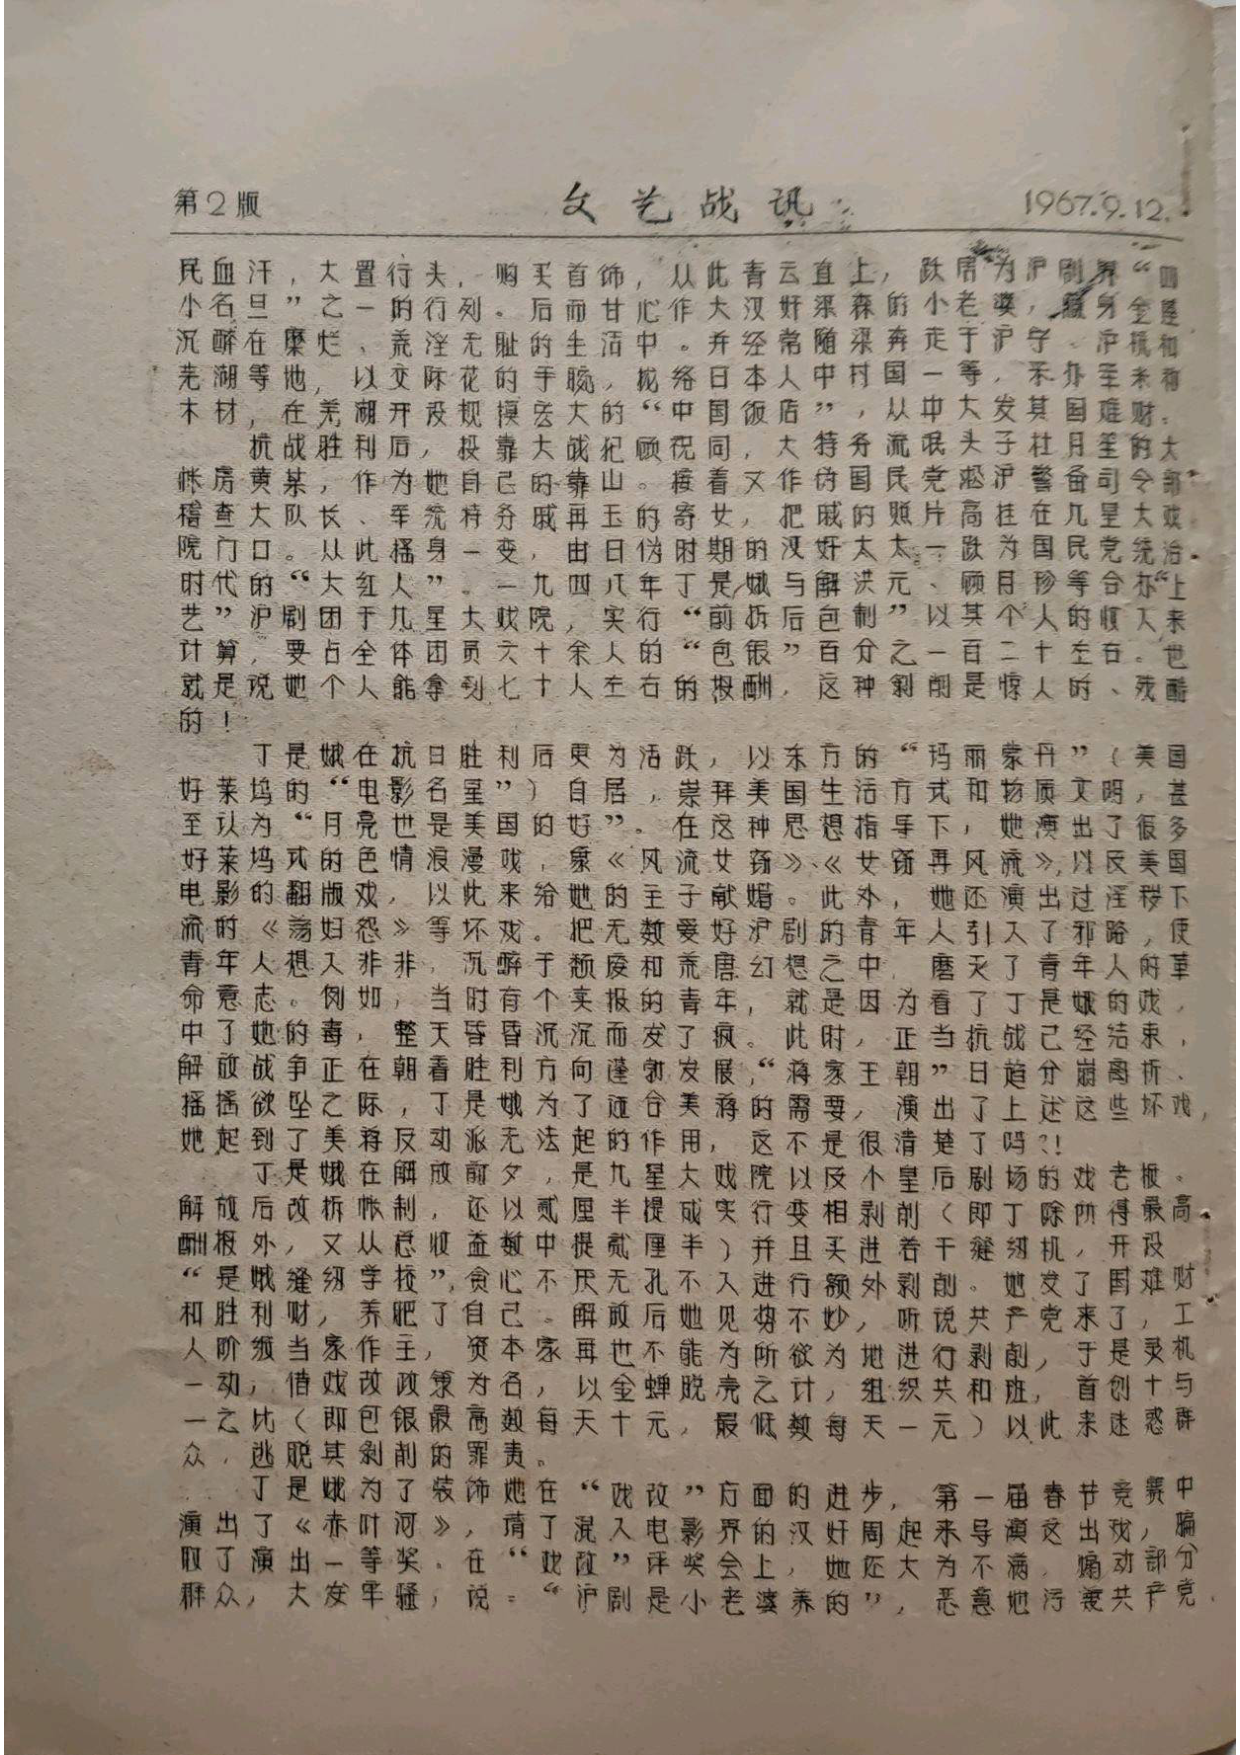 第2版 文艺战讯 1967.9.12.
民血汗，大置行头，购买首饰，从此青云直上，跌居为沪剧界“四
小名旦”之一的行列。后而甘心作大汉奸梁森的小老婆，身全
沉醉在糜烂、荒淫无耻的生活中。并经常随梁奔走于沪宁、沪杭和
芜湖等地，以交际花的手腕，拢络日本人中村国一等，采办玉米和
木材，在芜湖开设规模宏大的“中国饭店”，从中大发其国难财。
抗战胜利后，投靠大战犯顾祝同，大特务流氓头子杜月笙的大
帐房黄某，作为她自己的靠山。接着又作伪国民党淞沪警备司令部
稽查大队长、军统特务戚再玉的寄女，把戚的照片高挂在九星大戏
院门口。从此摇身一变，由日伪时期的汉奸太太一跌为国民党统治
时代的“大红人”。一九四八年丁是娥与解洪元、顾月珍等合办“上
艺”沪剧团于九星大戏院，实行“前拆后包制”以其个人的收入来
计算，要占全体团员六十余人的“包银”百分之一百二十左右。也
就是说她个人能拿到七十人左右的报酬，这种剥削是惊人的、残酷
的！
丁是娥在抗日胜利后更为活跃，以东方的“玛丽蒙丹”（美国
好莱坞的“电影名星”）自居，崇拜美国生活方式和物质文明，甚
至认为“月亮也是美国的好”。在这种思想指导下，她演出了很多
好莱坞式的色情浪漫戏，象《风流女窃》、《女窃再风流》，以及美国
电影的翻版戏，以此来给她的主子献媚。此外，她还演出过淫秽下
流的《荡妇怨》等坏戏。把无数爱好沪剧的青年人引入了邪路，使
青年人想入非非，沉醉于颓废和荒唐幻想之中，磨灭了青年人的革
命意志。例如，当时有个卖报的青年，就是因为看了丁是娥的戏，
中了她的毒，整天昏昏沉沉而发了疯。此时，正当抗战已经结束，
解放战争正在朝着胜利方向蓬勃发展，“蒋家王朝”日趋分崩离析、
摇摇欲坠之际，丁是娥为了适合美蒋的需要，演出了上述这些坏戏，
她起到了美蒋反动派无法起的作用，这不是很清楚了吗？！
丁是娥在解放前夕，是九星大戏院以及小皇后剧场的戏老板。
解放后改拆帐制，还以贰厘半提成实行变相剥削（即丁除所得最高
酬报外，又从总收益数中提贰厘半）并且买进若干缝纫机，开设
“是娥缝纫学校”，贪心不厌无孔不入进行额外剥削。她发了国难财
和胜利财，养肥了自己。解放后她见势不妙，听说共产党来了，工
人阶级当家作主，资本家再也不能为所欲为地进行剥削，于是灵机
一动，借戏改政策为名，以金蝉脱壳之计，组织共和班，首创十与
一之比（即包银最高数每天十元，最低数每天一元）以此来迷惑群
众，逃脱其剥削的罪责。
丁是娥为了装饰她在“戏改”方面的进步，第一届春节竞赛中
演出了《赤叶河》，请了混入电影界的汉奸周起来导演这出戏，骗
取了演出一等奖。在“戏改”评奖会上，她还大为不满，煽动部分
群众，大发牢骚，说：“沪剧是小老婆养的”，恶意地污蔑共产党